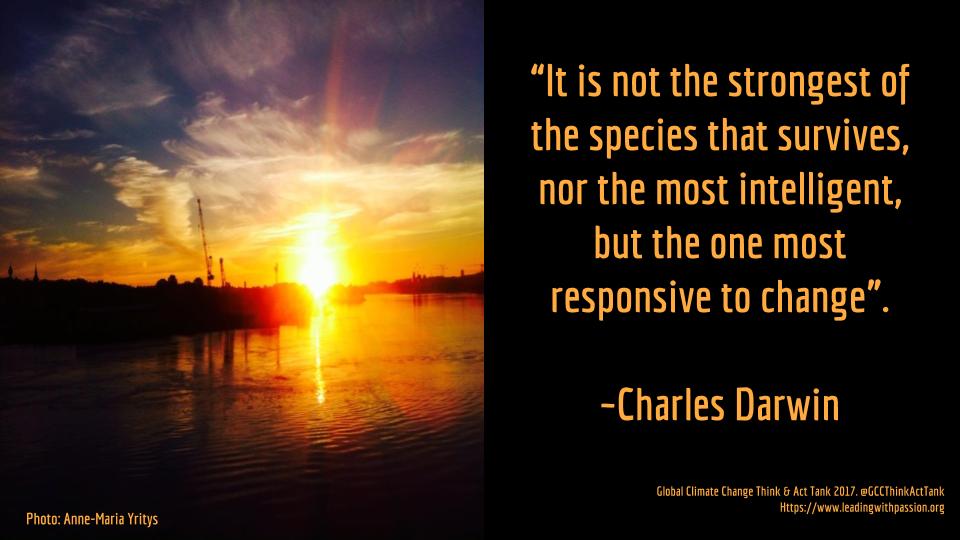 “It is not the strongest of
the species that survives,
nor the most intelligent,
but the one most
responsive to change”.
~Charles Darwin
Global Climate Change Think & Act Tank 2017. @GCCThinkActTank
Https://www.leadingwithpassion.org
Photo: Anne-Maria Yritys